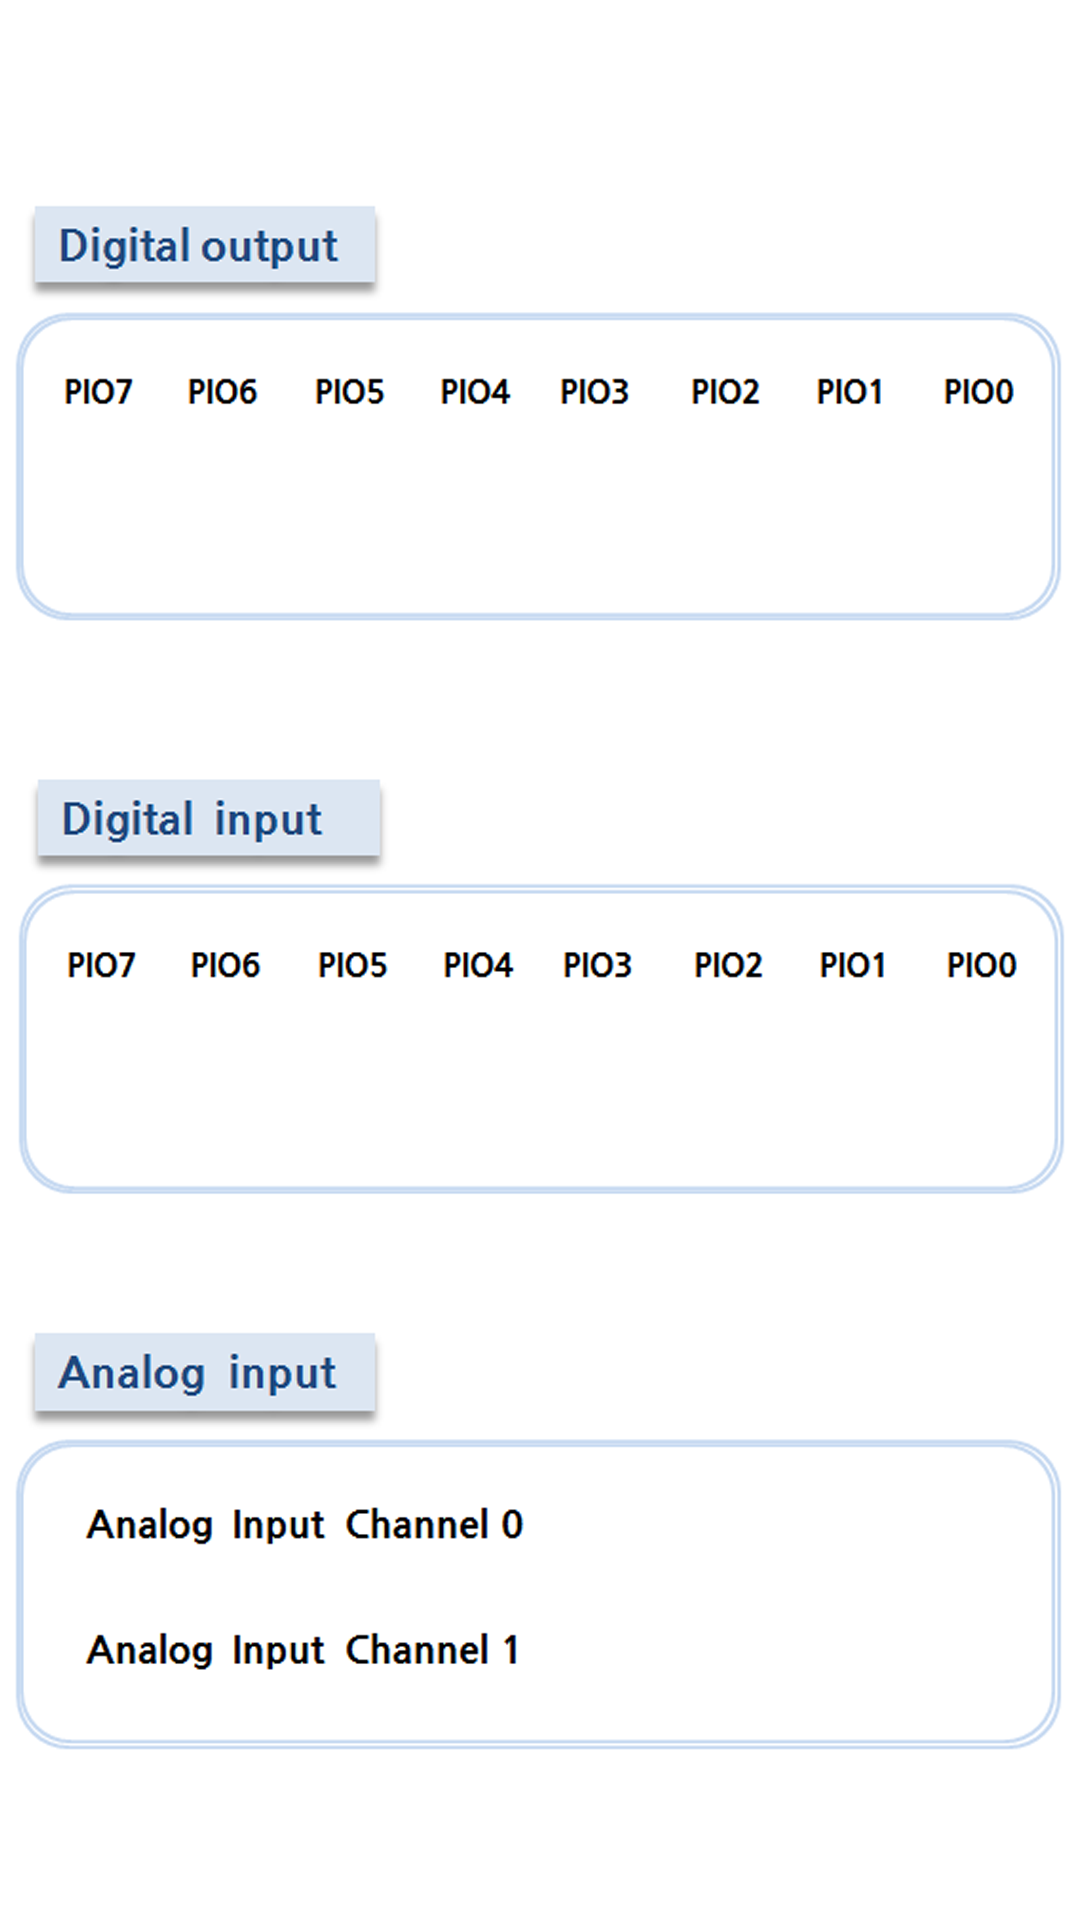 Digital output
PIO7 PIO6 PIO5 PIO4 PIO3 PIO2 PIO1 PIO0
Digital input
PIO7 PIO6 PIO5 PIO4 PIO3 PIO2 PIO1 PIO0
Analog input
Analog Input Channel 0
Analog Input Channel 1